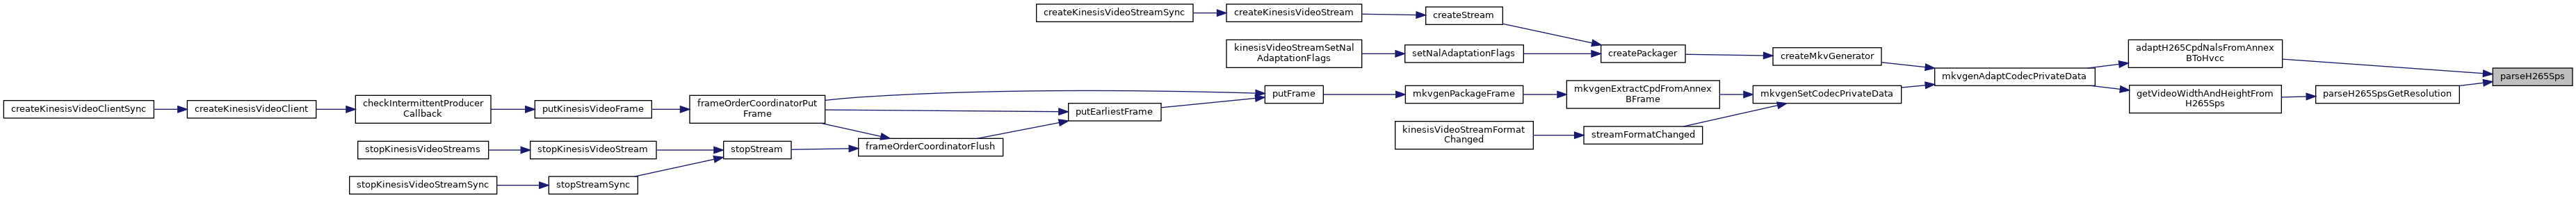 createKinesisVideoStreamSync
createKinesisVideoStream
createStream
kinesisVideoStreamSetNal
AdaptationFlags
setNalAdaptationFlags
createPackager
createMkvGenerator
adaptH265CpdNalsFromAnnex
BToHvcc
mkvgenAdaptCodecPrivateData
parseH265Sps
createKinesisVideoClientSync
createKinesisVideoClient
checkIntermittentProducer
Callback
putKinesisVideoFrame
frameOrderCoordinatorPut
Frame
putEarliestFrame
putFrame
mkvgenPackageFrame
mkvgenExtractCpdFromAnnex
BFrame
mkvgenSetCodecPrivateData
getVideoWidthAndHeightFrom
H265Sps
parseH265SpsGetResolution
kinesisVideoStreamFormat
Changed
streamFormatChanged
stopKinesisVideoStreams
stopKinesisVideoStream
stopStream
frameOrderCoordinatorFlush
stopKinesisVideoStreamSync
stopStreamSync